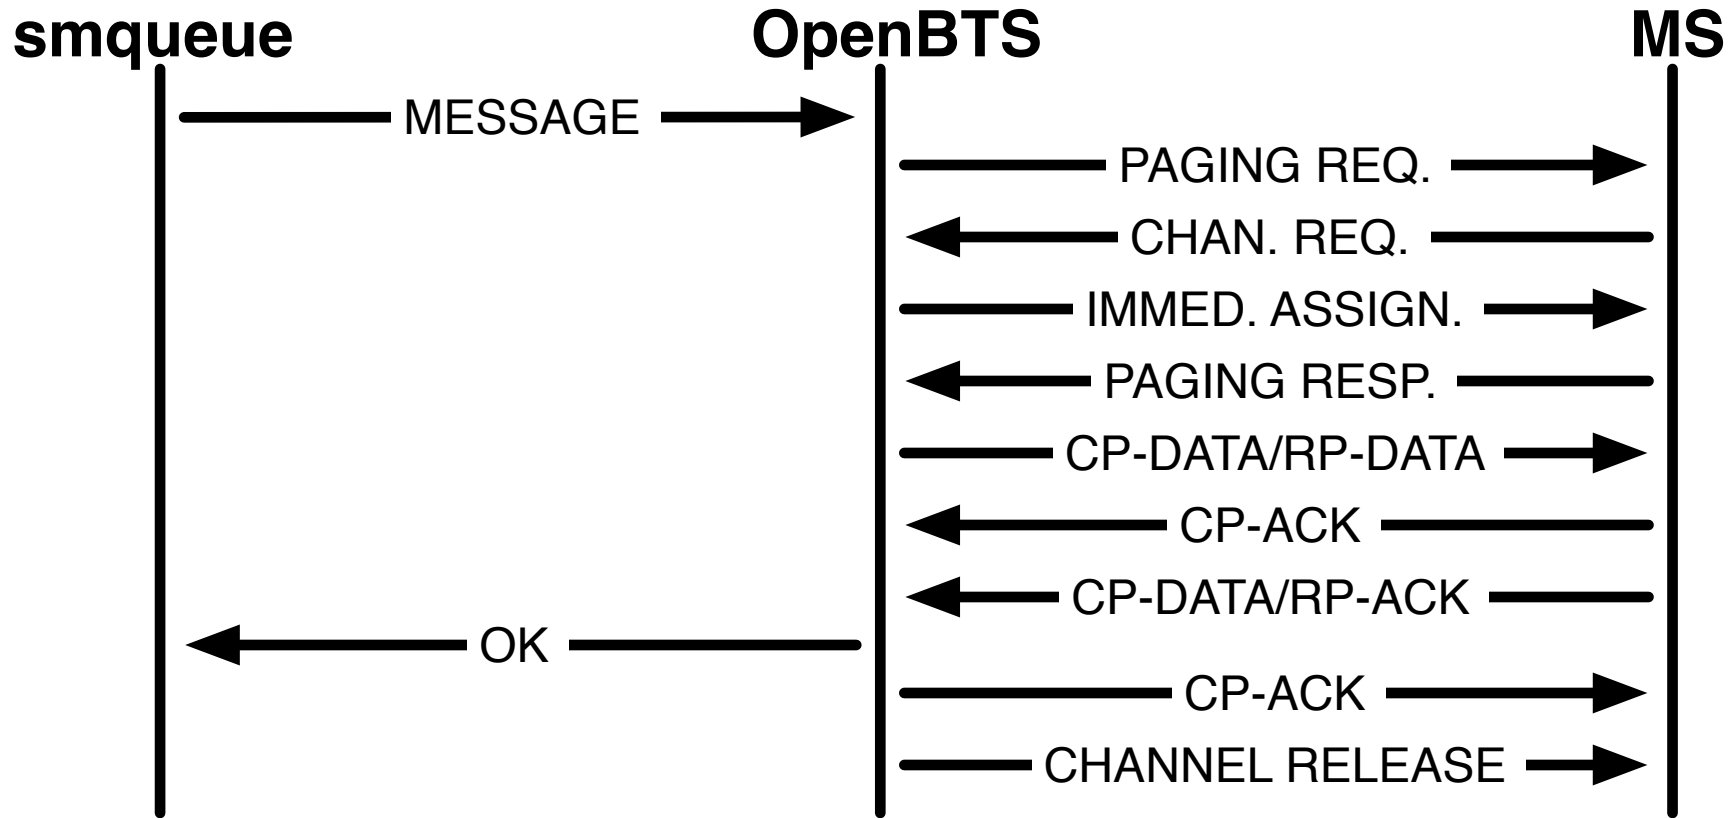 smqueue OpenBTS MS
MESSAGE
PAGING REQ.
CHAN. REQ.
IMMED. ASSIGN.
PAGING RESP.
CP-DATA/RP-DATA
CP-ACK
CP-DATA/RP-ACK
OK
CP-ACK
CHANNEL RELEASE